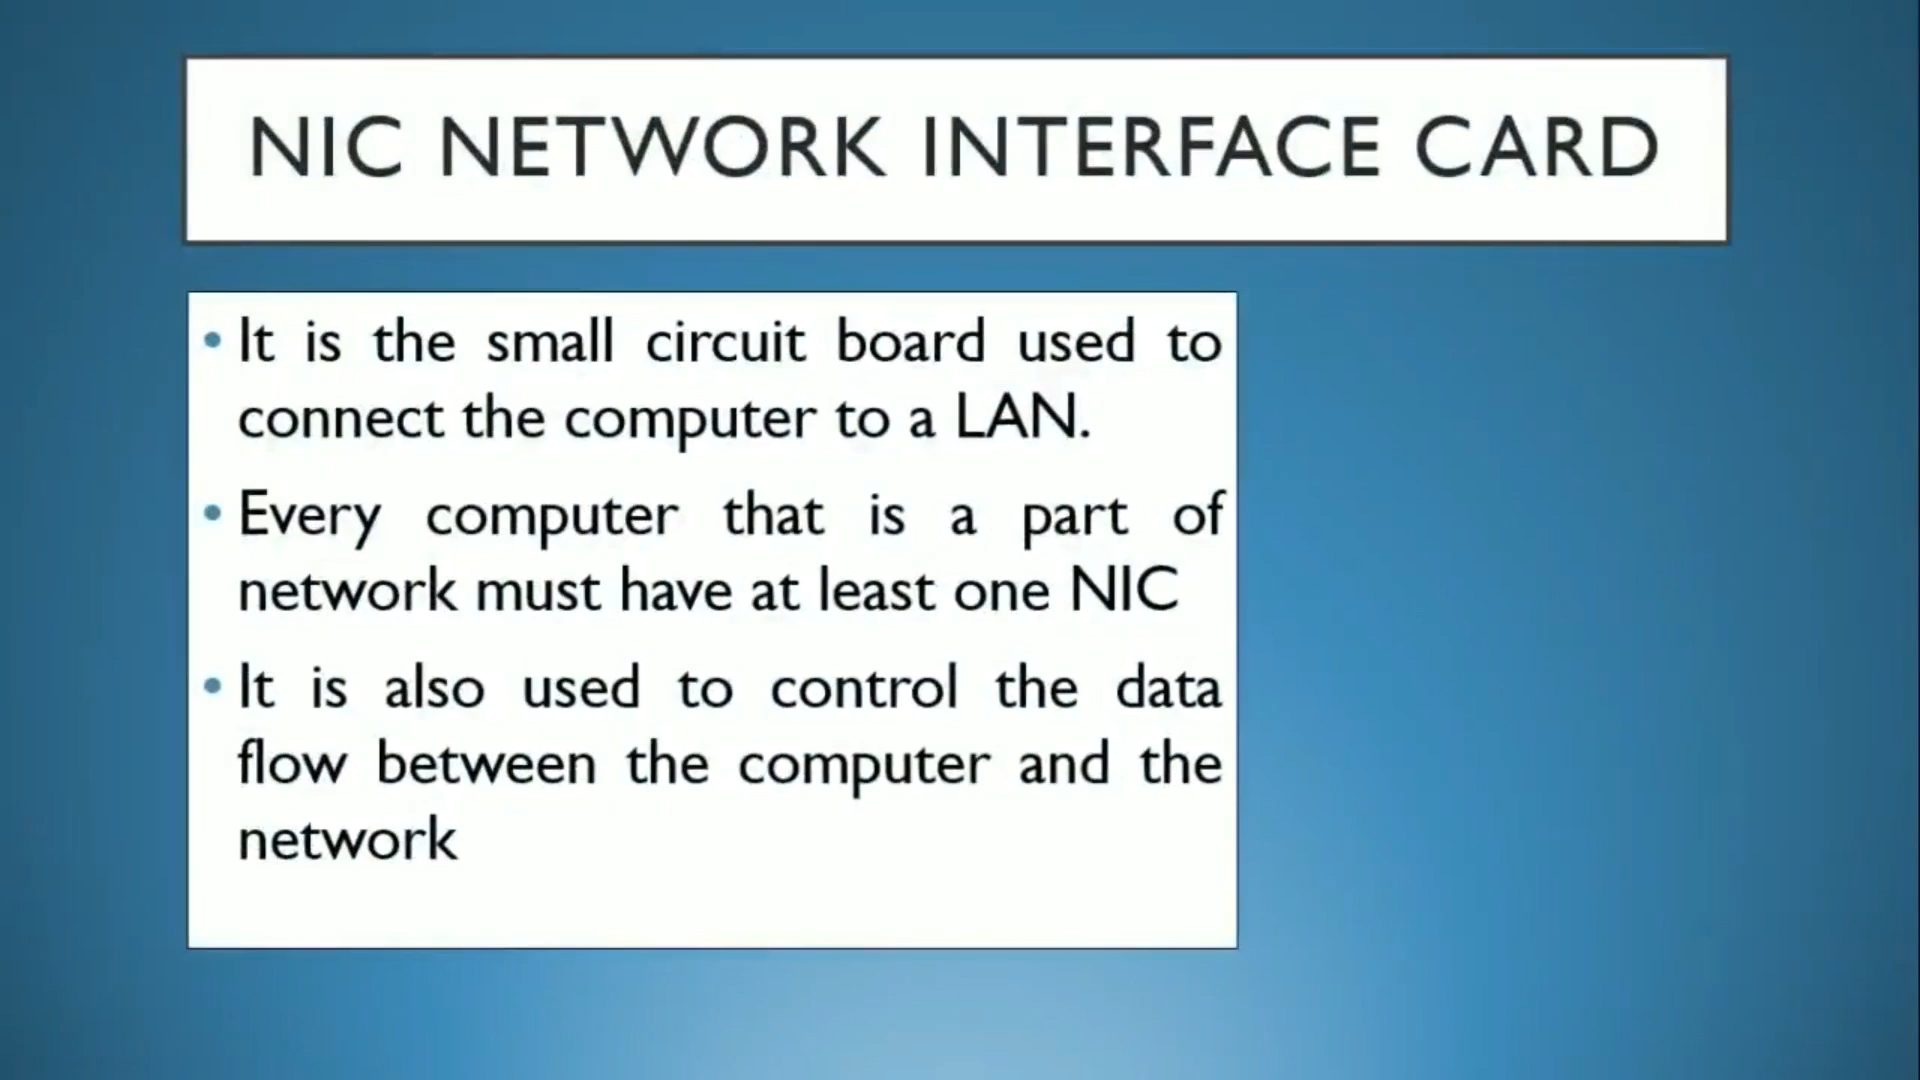 NIC NETWORK INTERFACE CARD
• It is the small circuit board used to
connect the computer to a LAN.
• Every computer that is a part of
network must have at least one NIC
• It is also used to control the data
flow between the computer and the
network